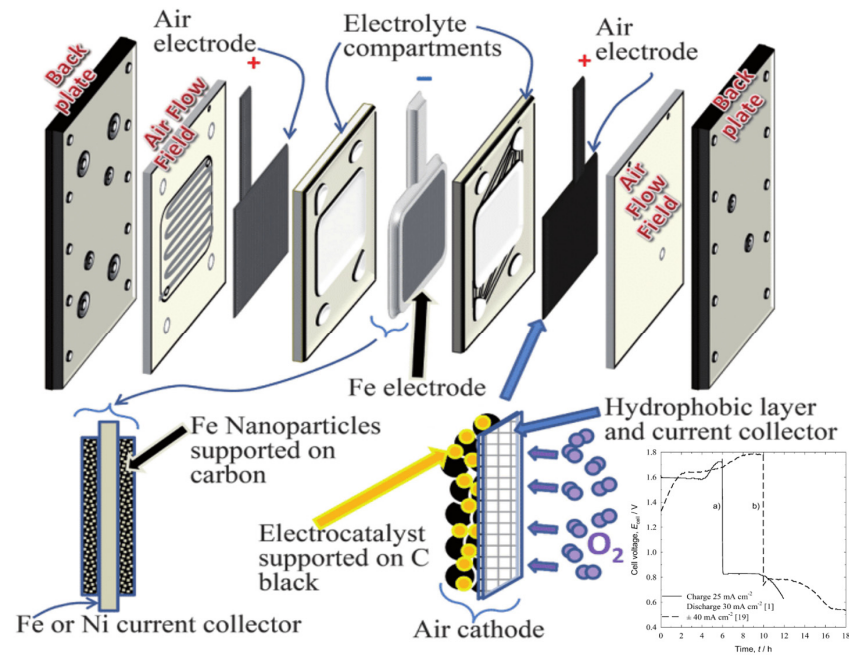 Air
electrode
Electrolyte
compartments
Air
electrode
+
−
+
Back
plate
Air Flow
Field
Air
Flow
Field
Back
plate
Fe electrode
Fe Nanoparticles
supported on
carbon
Hydrophobic layer
and current collector
Electrocatalyst
supported on C
black
O2
Fe or Ni current collector
Air cathode
Cell voltage, Ecell / V
1.8
1.6
1.4
1.2
1.0
0.8
0.6
0.4
a)
b)
Charge 25 mA cm-2
Discharge 30 mA cm-2 [1]
± 40 mA cm-2 [19]
0 2 4 6 8 10 12 14 16 18
Time, t / h